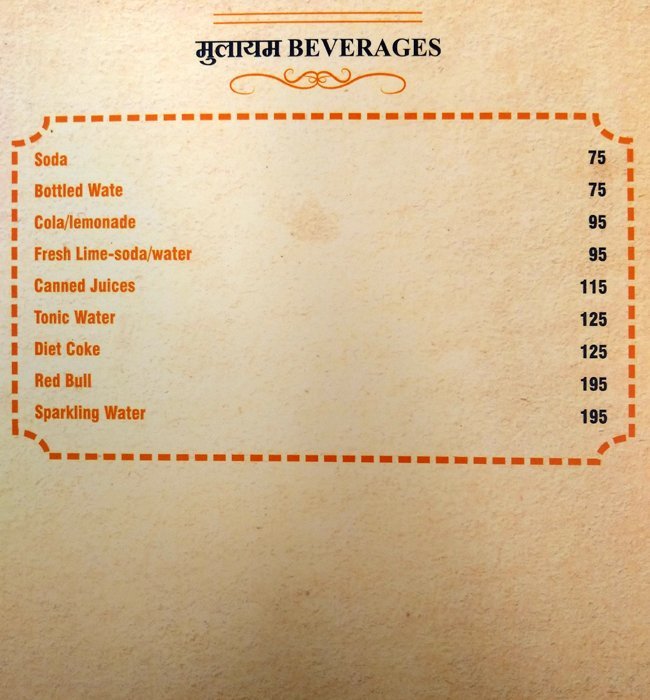 मुलायम BEVERAGES
Soda 75
Bottled Wate 75
Cola/lemonade 95
Fresh Lime-soda/water 95
Canned Juices 115
Tonic Water 125
Diet Coke 125
Red Bull 195
Sparkling Water 195